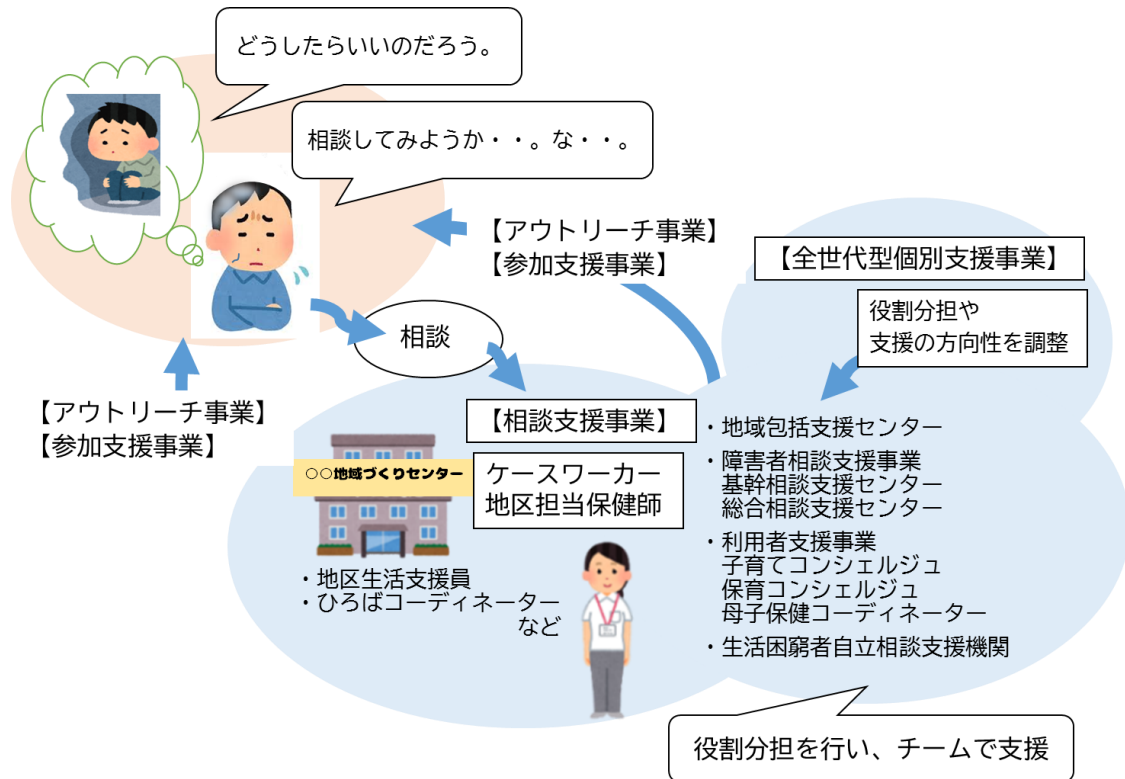 どうしたらいいのだろう。
相談してみようか・・。な・・。
【アウトリーチ事業】
【参加支援事業】
【全世代型個別支援事業】
役割分担や
支援の方向性を調整
相談
【アウトリーチ事業】
【参加支援事業】
【相談支援事業】
ケースワーカー
地区担当保健師
○○地域づくりセンター
・地区生活支援員
・ひろばコーディネーター
など
・地域包括支援センター
・障害者相談支援事業
基幹相談支援センター
総合相談支援センター
・利用者支援事業
子育てコンシェルジュ
保育コンシェルジュ
母子保健コーディネーター
・生活困窮者自立相談支援機関
役割分担を行い、チームで支援